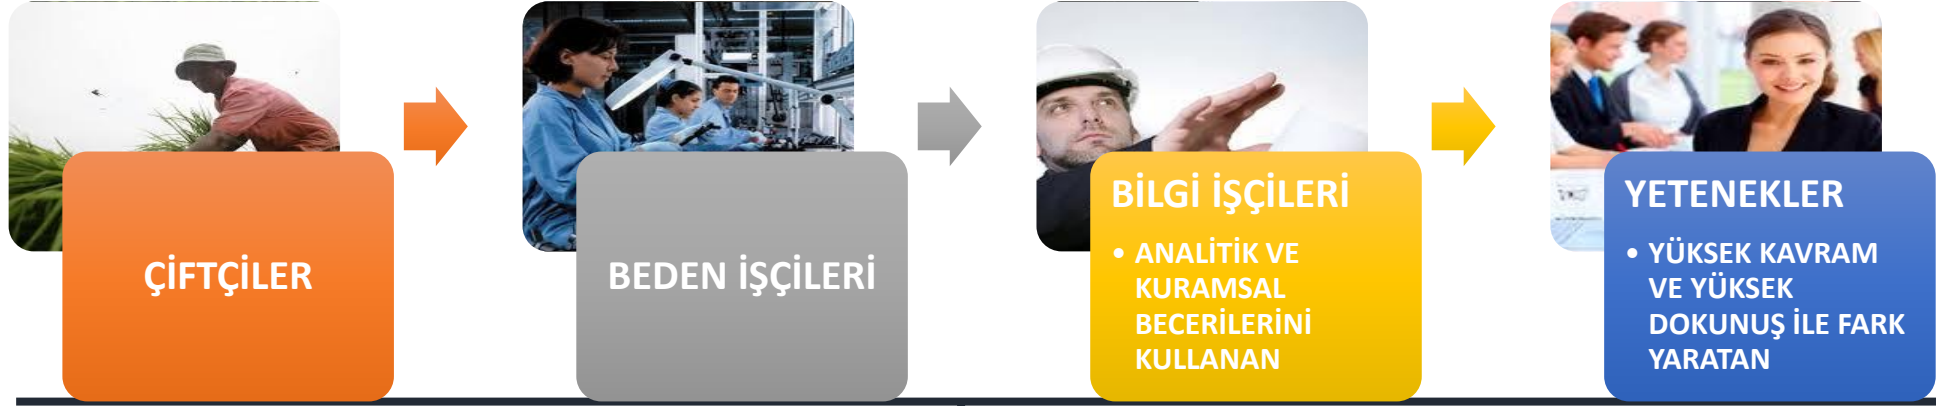 ÇİFTÇİLER
BEDEN İŞÇİLERİ
BİLGİ İŞÇİLERİ
• ANALİTİK VE
KURAMSAL
BECERİLERİNİ
KULLANAN
YETENEKLER
• YÜKSEK KAVRAM
VE YÜKSEK
DOKUNUŞ İLE FARK
YARATAN